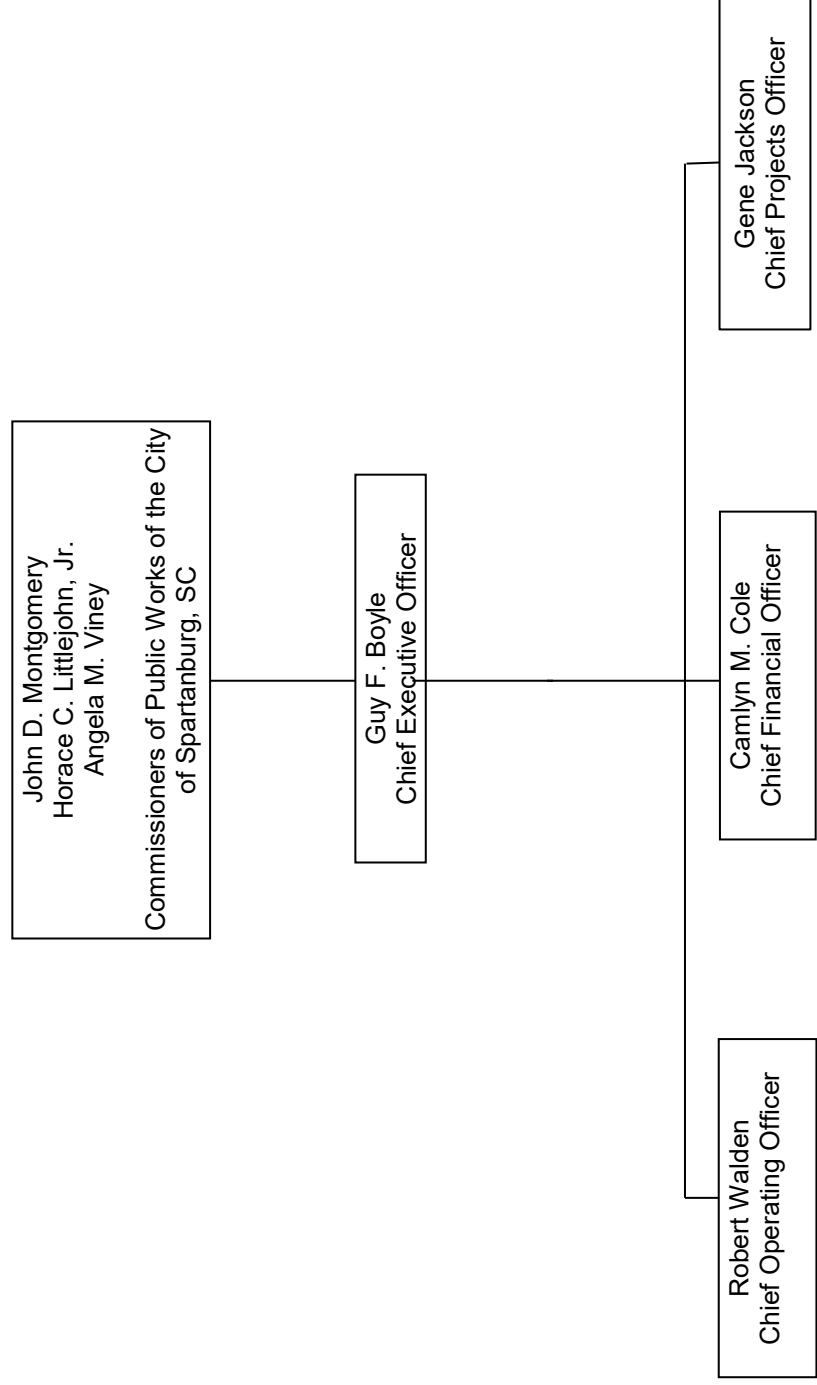 John D. Montgomery
Horace C. Littlejohn, Jr.
Angela M. Viney
Commissioners of Public Works of the City
of Spartanburg, SC
Guy F. Boyle
Chief Executive Officer
Robert Walden
Chief Operating Officer
Camlyn M. Cole
Chief Financial Officer
Gene Jackson
Chief Projects Officer